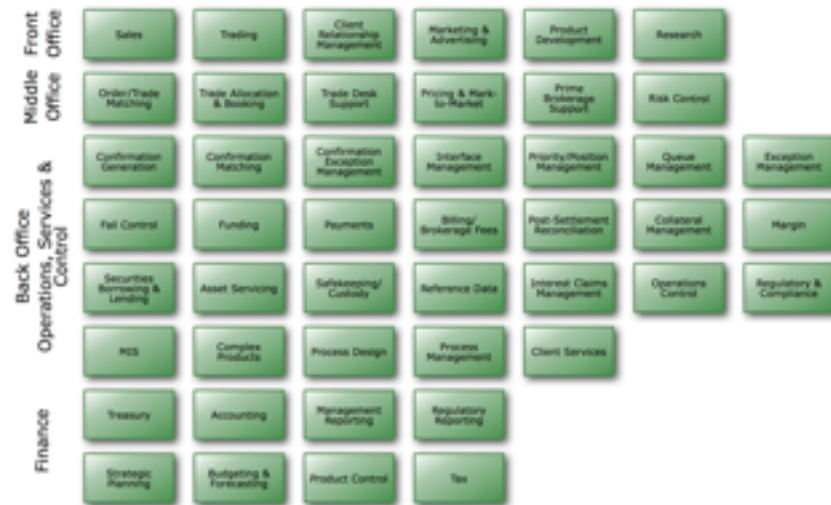 Front
Office
Sales
Trading
Client
Relationship
Management
Marketing &
Advertising
Product
Development
Research
Middle
Office
Order/Trade
Matching
Trade Allocation
& Booking
Trade Desk
Support
Pricing & Mark-
to-Market
Prime
Brokerage
Support
Risk Control
Back Office
Operations, Services &
Control
Confirmation
Generation
Confirmation
Matching
Confirmation
Exception
Management
Interface
Management
Priority/Position
Management
Queue
Management
Exception
Management
Fail Control
Funding
Payments
Billing/
Brokerage Fees
Post-Settlement
Reconciliation
Collateral
Management
Margin
Securities
Borrowing &
Lending
Asset Servicing
Safekeeping/
Custody
Reference Data
Interest Claims
Management
Operations
Control
Regulatory &
Compliance
MIS
Complex
Products
Process Design
Process
Management
Client Services
Finance
Treasury
Accounting
Management
Reporting
Regulatory
Reporting
Strategic
Planning
Budgeting &
Forecasting
Product Control
Tax